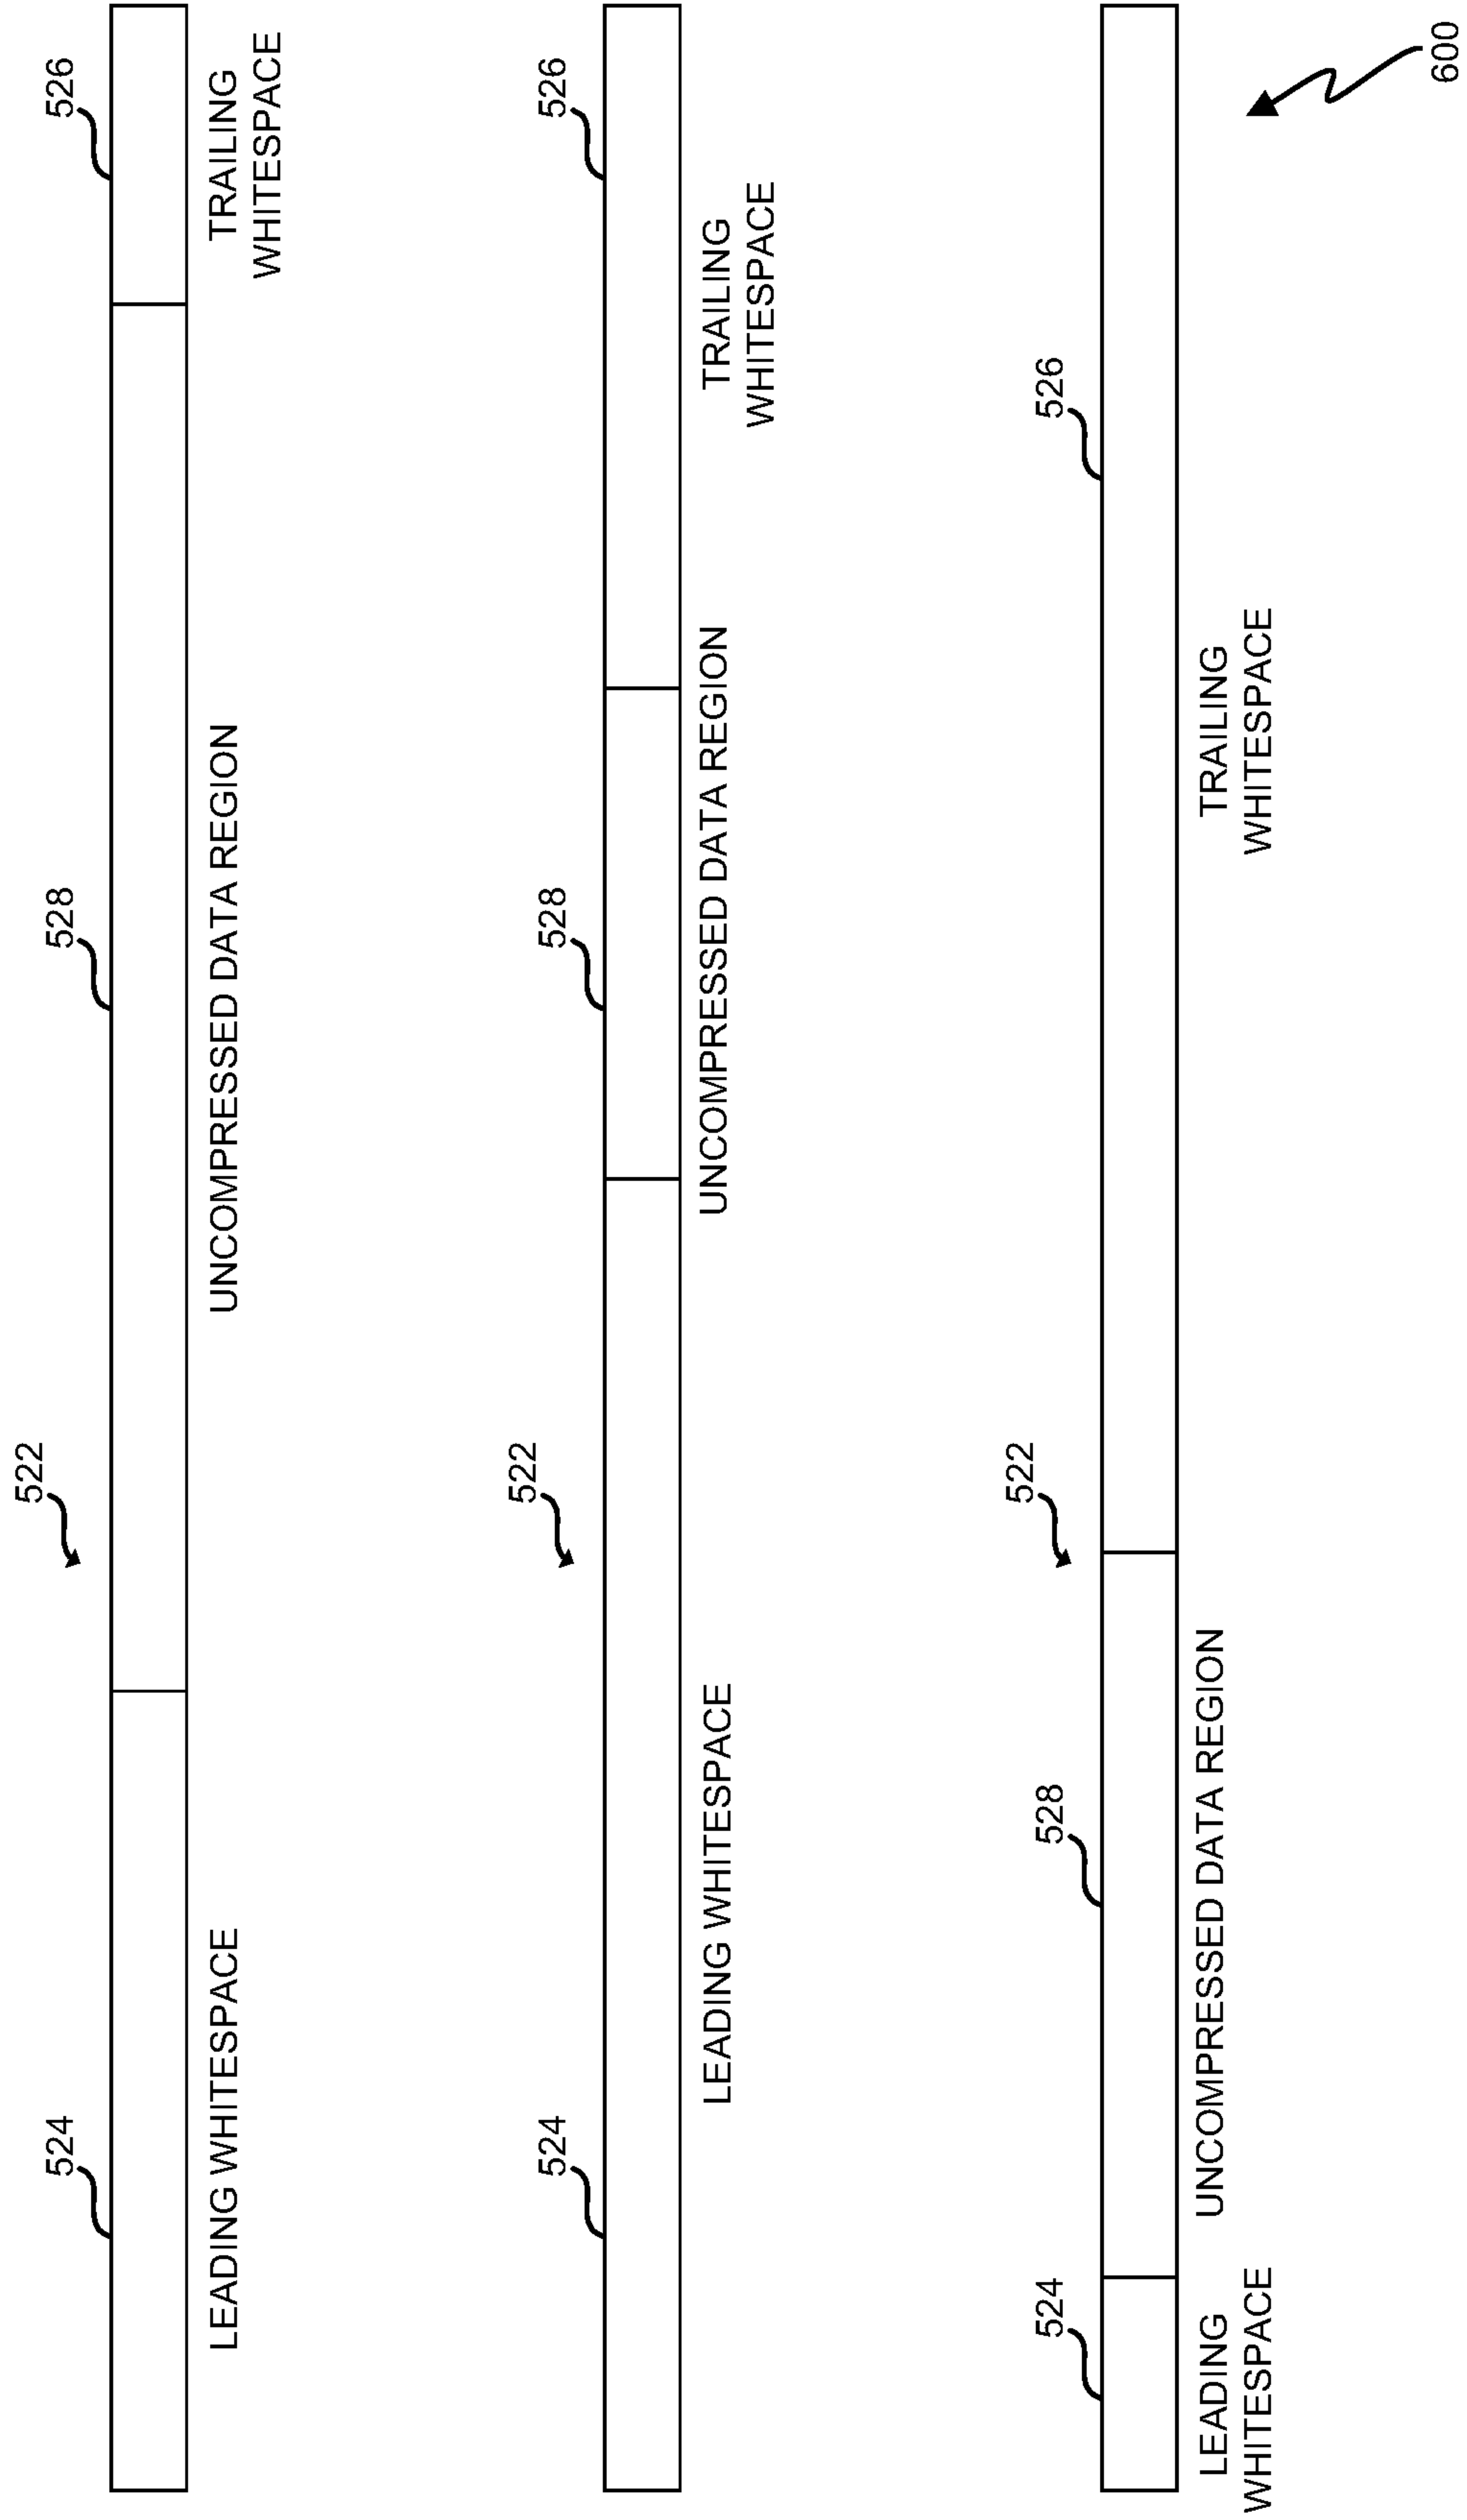 522
524
528
526
LEADING WHITESPACE
UNCOMPRESSED DATA REGION
TRAILING
WHITESPACE
522
524
528
526
LEADING WHITESPACE
UNCOMPRESSED DATA REGION
TRAILING
WHITESPACE
522
524
528
526
LEADING
WHITESPACE
UNCOMPRESSED DATA REGION
TRAILING
WHITESPACE
600